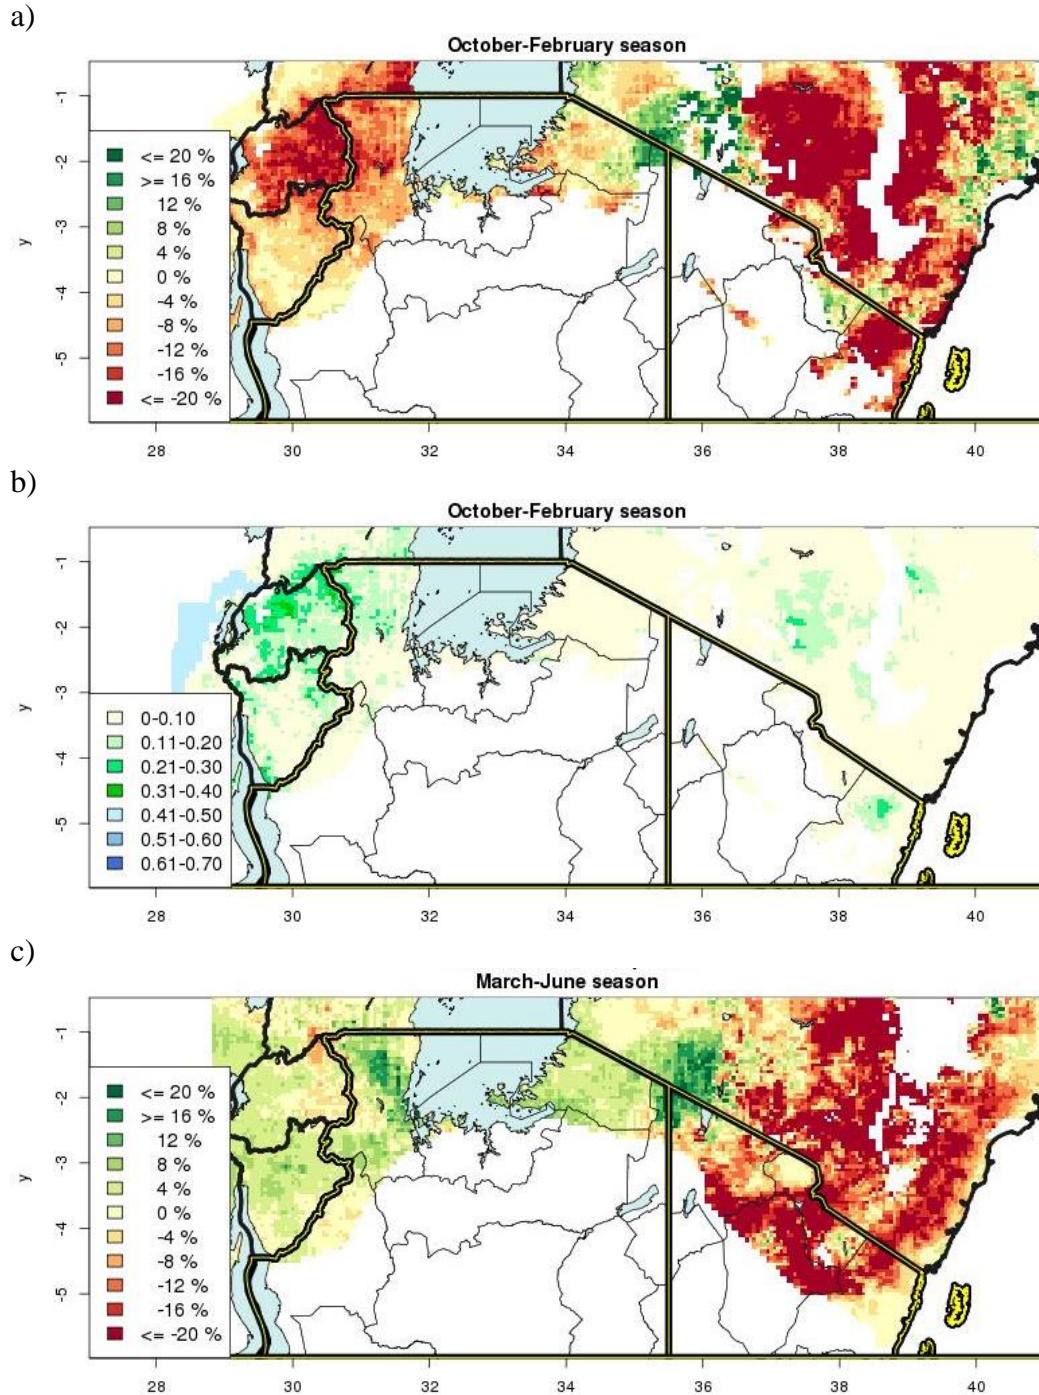 a)
October-February season
-1
-2
-3
-4
-5
y
<= 20 %
>= 16 %
12 %
8 %
4 %
0 %
-4 %
-8 %
-12 %
-16 %
<= -20 %
28 30 32 34 36 38 40
b)
October-February season
-1
-2
-3
-4
-5
y
0-0.10
0.11-0.20
0.21-0.30
0.31-0.40
0.41-0.50
0.51-0.60
0.61-0.70
28 30 32 34 36 38 40
c)
March-June season
-1
-2
-3
-4
-5
y
<= 20 %
>= 16 %
12 %
8 %
4 %
0 %
-4 %
-8 %
-12 %
-16 %
<= -20 %
28 30 32 34 36 38 40